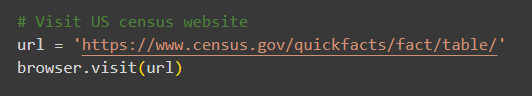 # Visit US census website
url = 'https://www.census.gov/quickfacts/fact/table/'
browser.visit(url)